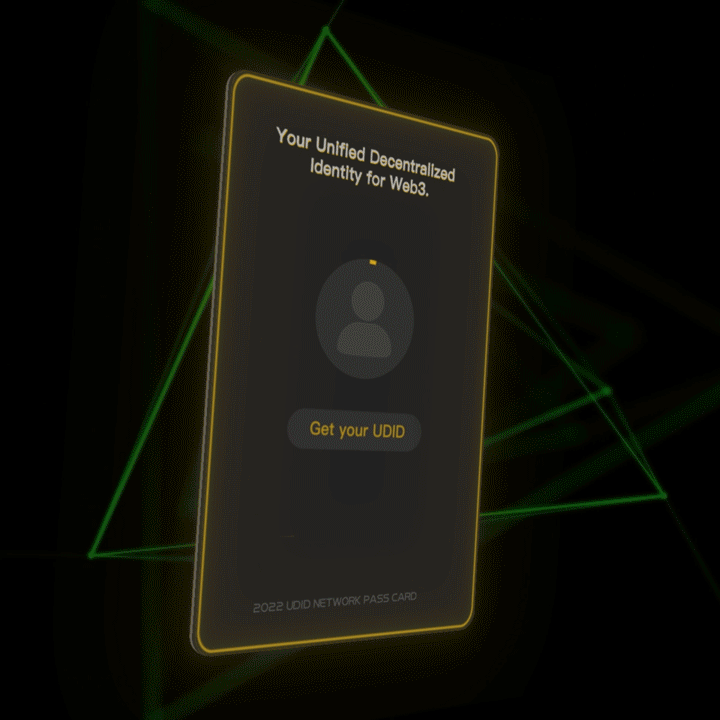 Your Unified Decentralized
Identity for Web3.
Get your UDID
2022 UDID NETWORK PASS CARD